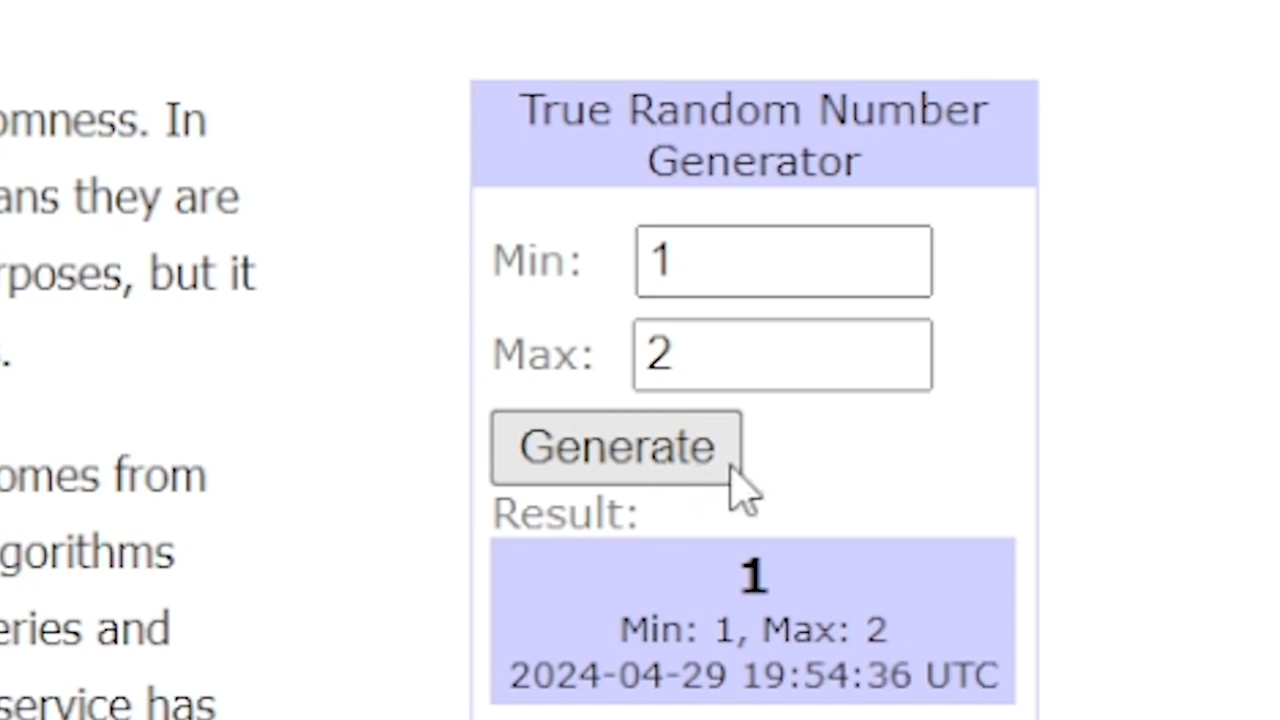 omness. In
ans they are
rposes, but it
.
omes from
gorithms
eries and
service has
True Random Number
Generator
Min: 1
Max: 2
Generate
Result:
1
Min: 1, Max: 2
2024-04-29 19:54:36 UTC